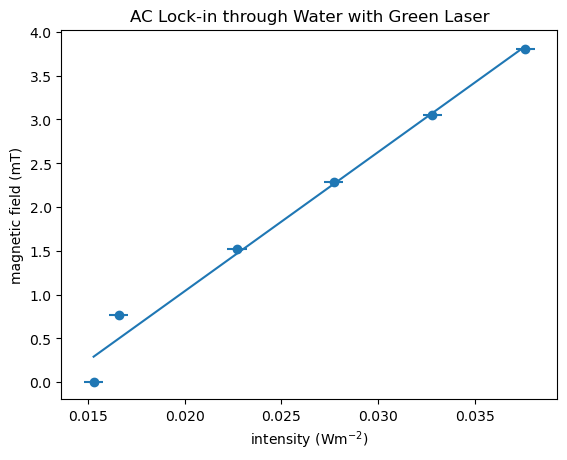 AC Lock-in through Water with Green Laser
magnetic field (mT)
4.0
3.5
3.0
2.5
2.0
1.5
1.0
0.5
0.0
0.015 0.020 0.025 0.030 0.035
intensity (Wm⁻²)